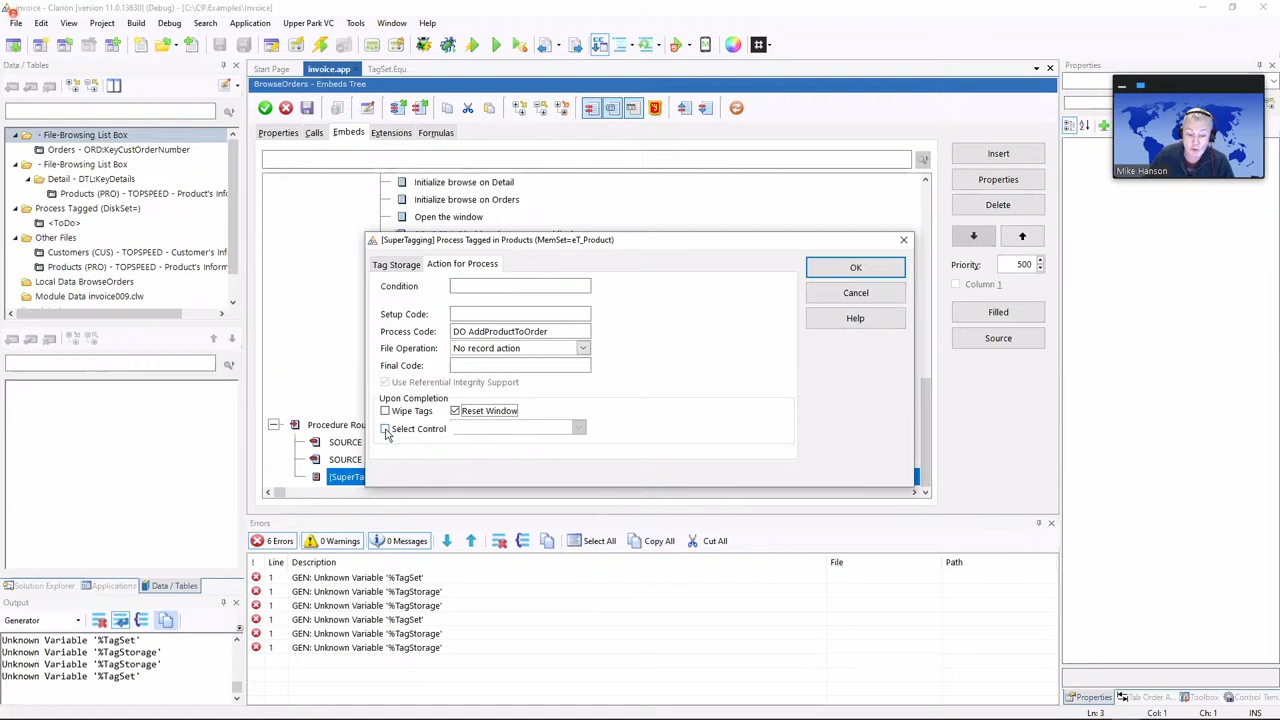 invoice - Clarion (version 11.0.13630) (Debug) - [C:\C9\Examples\Invoice]
File Edit View Project Build Debug Search Application Upper Park VC Tools Window Help
Data / Tables
- File-Browsing List Box
Orders - ORD:KeyCustOrderNumber
- File-Browsing List Box
Detail - DTL:KeyDetails
Products (PRO) - TOPSPEED - Product's Inf
Process Tagged (DiskSet=)
<ToDo>
Other Files
Customers (CUS) - TOPSPEED - Customer's Info
Products (PRO) - TOPSPEED - Product's Inform
Local Data BrowseOrders
Module Data invoice009.clw
Solution Explorer Applications Data / Tables
Output
Generator
Unknown Variable '%TagSet'
Unknown Variable '%TagStorage'
Unknown Variable '%TagStorage'
Unknown Variable '%TagSet'
Start Page invoice.app TagSet.Equ
BrowseOrders - Embeds Tree
Properties Calls Embeds Extensions Formulas
Initialize browse on Detail
Initialize browse on Orders
Open the window
Procedure Rou
SOURCE
SOURCE
[SuperTa
Insert
Properties
Delete
Priority: 500
Column 1
Filled
Source
[SuperTagging] Process Tagged in Products (MemSet=eT_Product)
Tag Storage Action for Process
Condition
Setup Code:
Process Code: DO AddProductToOrder
File Operation: No record action
Final Code:
Use Referential Integrity Support
Upon Completion
Wipe Tags Reset Window
Select Control
OK
Cancel
Help
Errors
6 Errors 0 Warnings 0 Messages Select All Copy All Cut All
! Line Description File Path
1 GEN: Unknown Variable '%TagSet'
1 GEN: Unknown Variable '%TagStorage'
1 GEN: Unknown Variable '%TagStorage'
1 GEN: Unknown Variable '%TagSet'
1 GEN: Unknown Variable '%TagStorage'
1 GEN: Unknown Variable '%TagStorage'
Properties
Mike Hanson
Properties Tab Order A... Toolbox Control Tem
Ln: 3 Col: 1 Ch: 1 INS